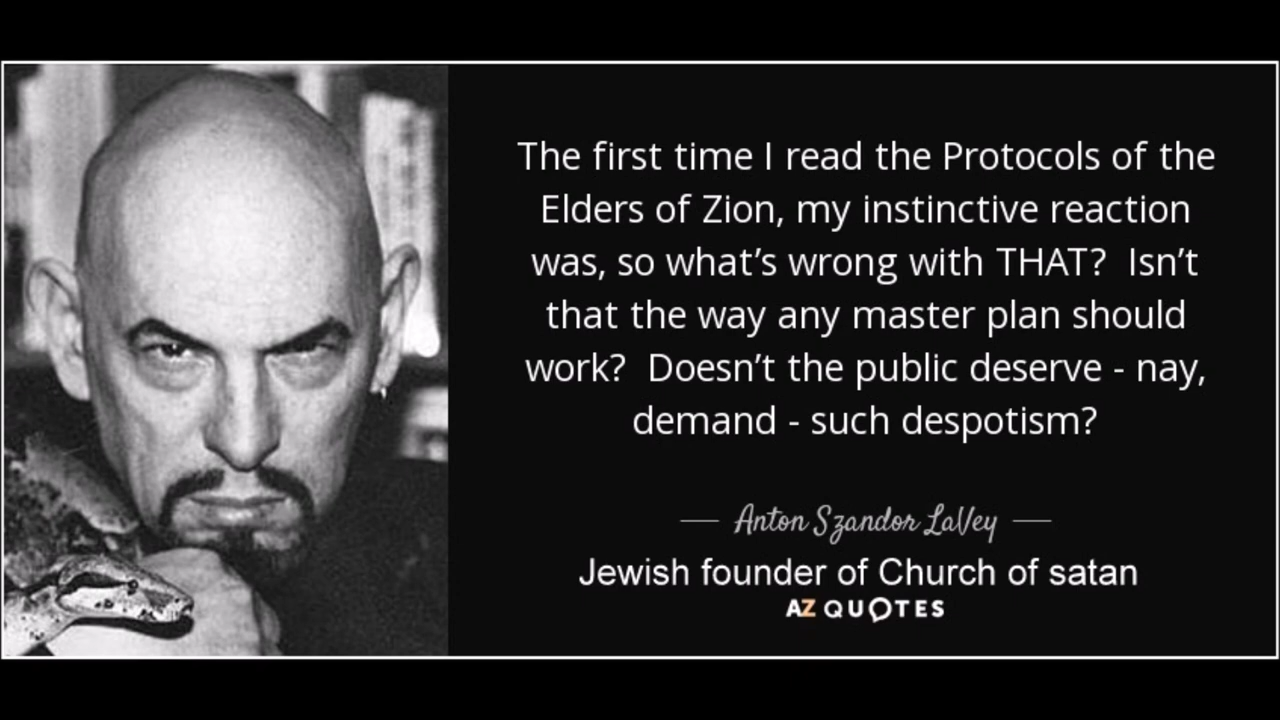 The first time I read the Protocols of the
Elders of Zion, my instinctive reaction
was, so what's wrong with THAT?  Isn't
that the way any master plan should
work?  Doesn't the public deserve - nay,
demand - such despotism?
Anton Szandor LaVey
Jewish founder of Church of satan
AZ QUOTES